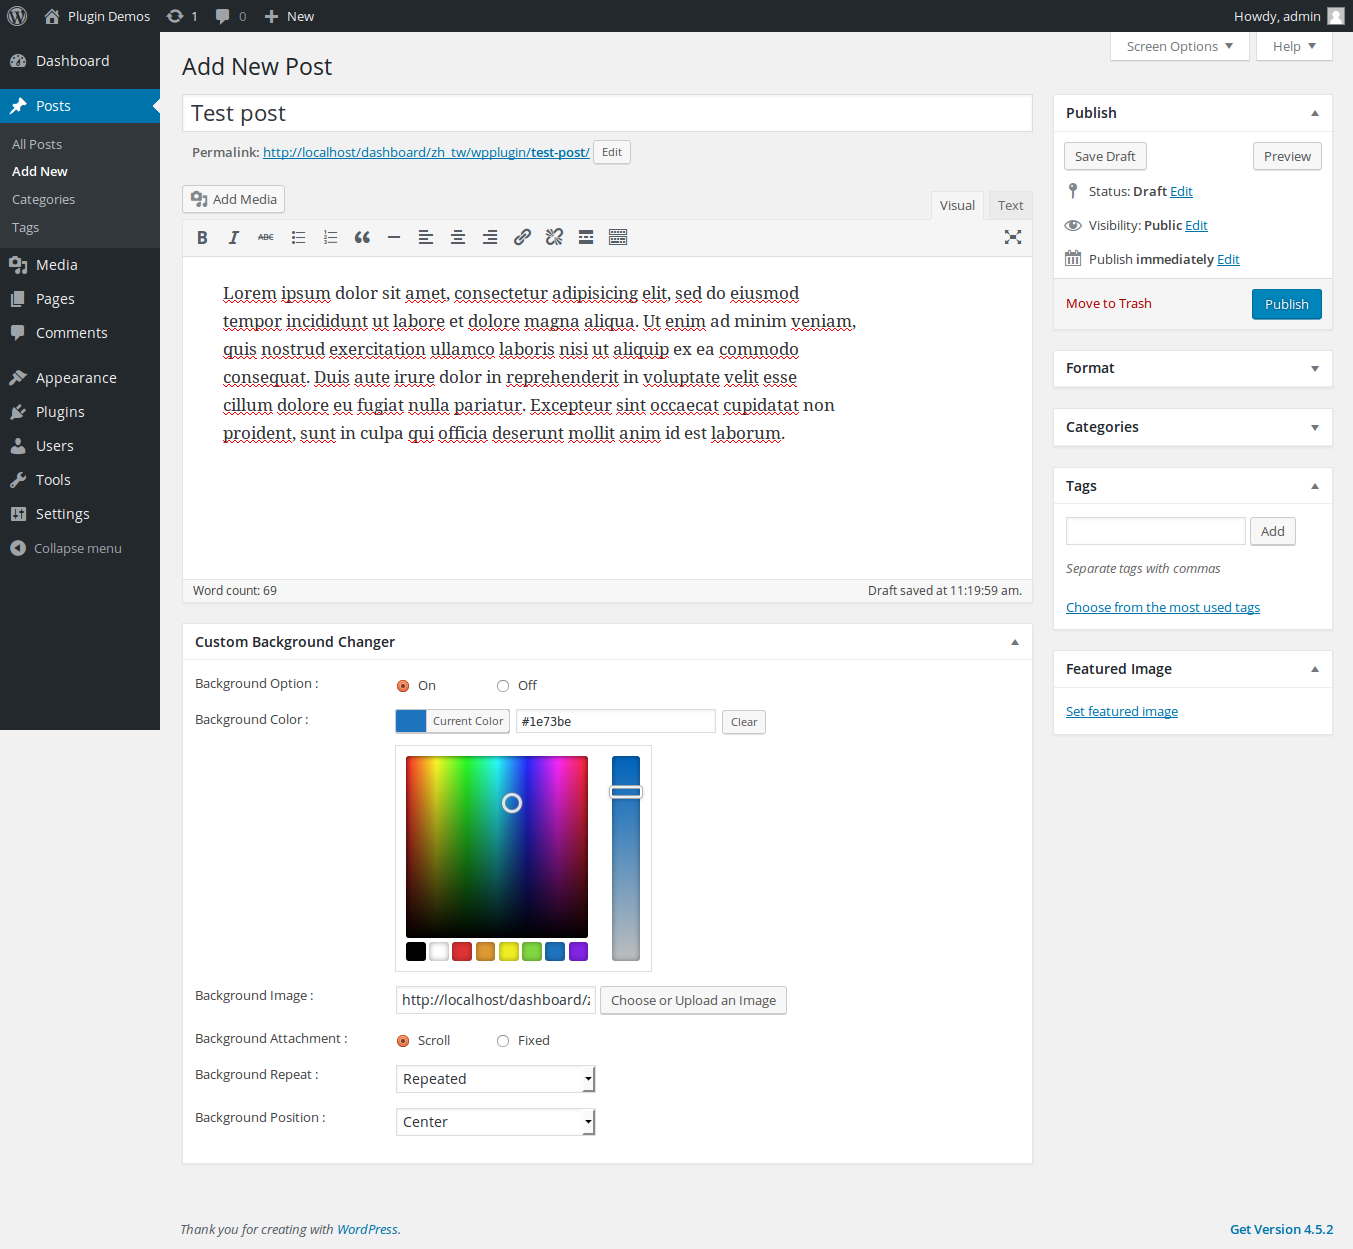 Plugin Demos 1 0 New Howdy, admin
Screen Options Help
Dashboard
Posts
All Posts
Add New
Categories
Tags
Media
Pages
Comments
Appearance
Plugins
Users
Tools
Settings
Collapse menu
Add New Post
Test post
Permalink: http://localhost/dashboard/zh_tw/wpplugin/test-post/ Edit
Add Media
Visual Text
B I ABC
Lorem ipsum dolor sit amet, consectetur adipisicing elit, sed do eiusmod
tempor incididunt ut labore et dolore magna aliqua. Ut enim ad minim veniam,
quis nostrud exercitation ullamco laboris nisi ut aliquip ex ea commodo
consequat. Duis aute irure dolor in reprehenderit in voluptate velit esse
cillum dolore eu fugiat nulla pariatur. Excepteur sint occaecat cupidatat non
proident, sunt in culpa qui officia deserunt mollit anim id est laborum.
Word count: 69 Draft saved at 11:19:59 am.
Custom Background Changer
Background Option : On Off
Background Color : Current Color #1e73be Clear
Background Image : http://localhost/dashboard/z Choose or Upload an Image
Background Attachment : Scroll Fixed
Background Repeat : Repeated
Background Position : Center
Publish
Save Draft Preview
Status: Draft Edit
Visibility: Public Edit
Publish immediately Edit
Move to Trash Publish
Format
Categories
Tags
Add
Separate tags with commas
Choose from the most used tags
Featured Image
Set featured image
Thank you for creating with WordPress. Get Version 4.5.2